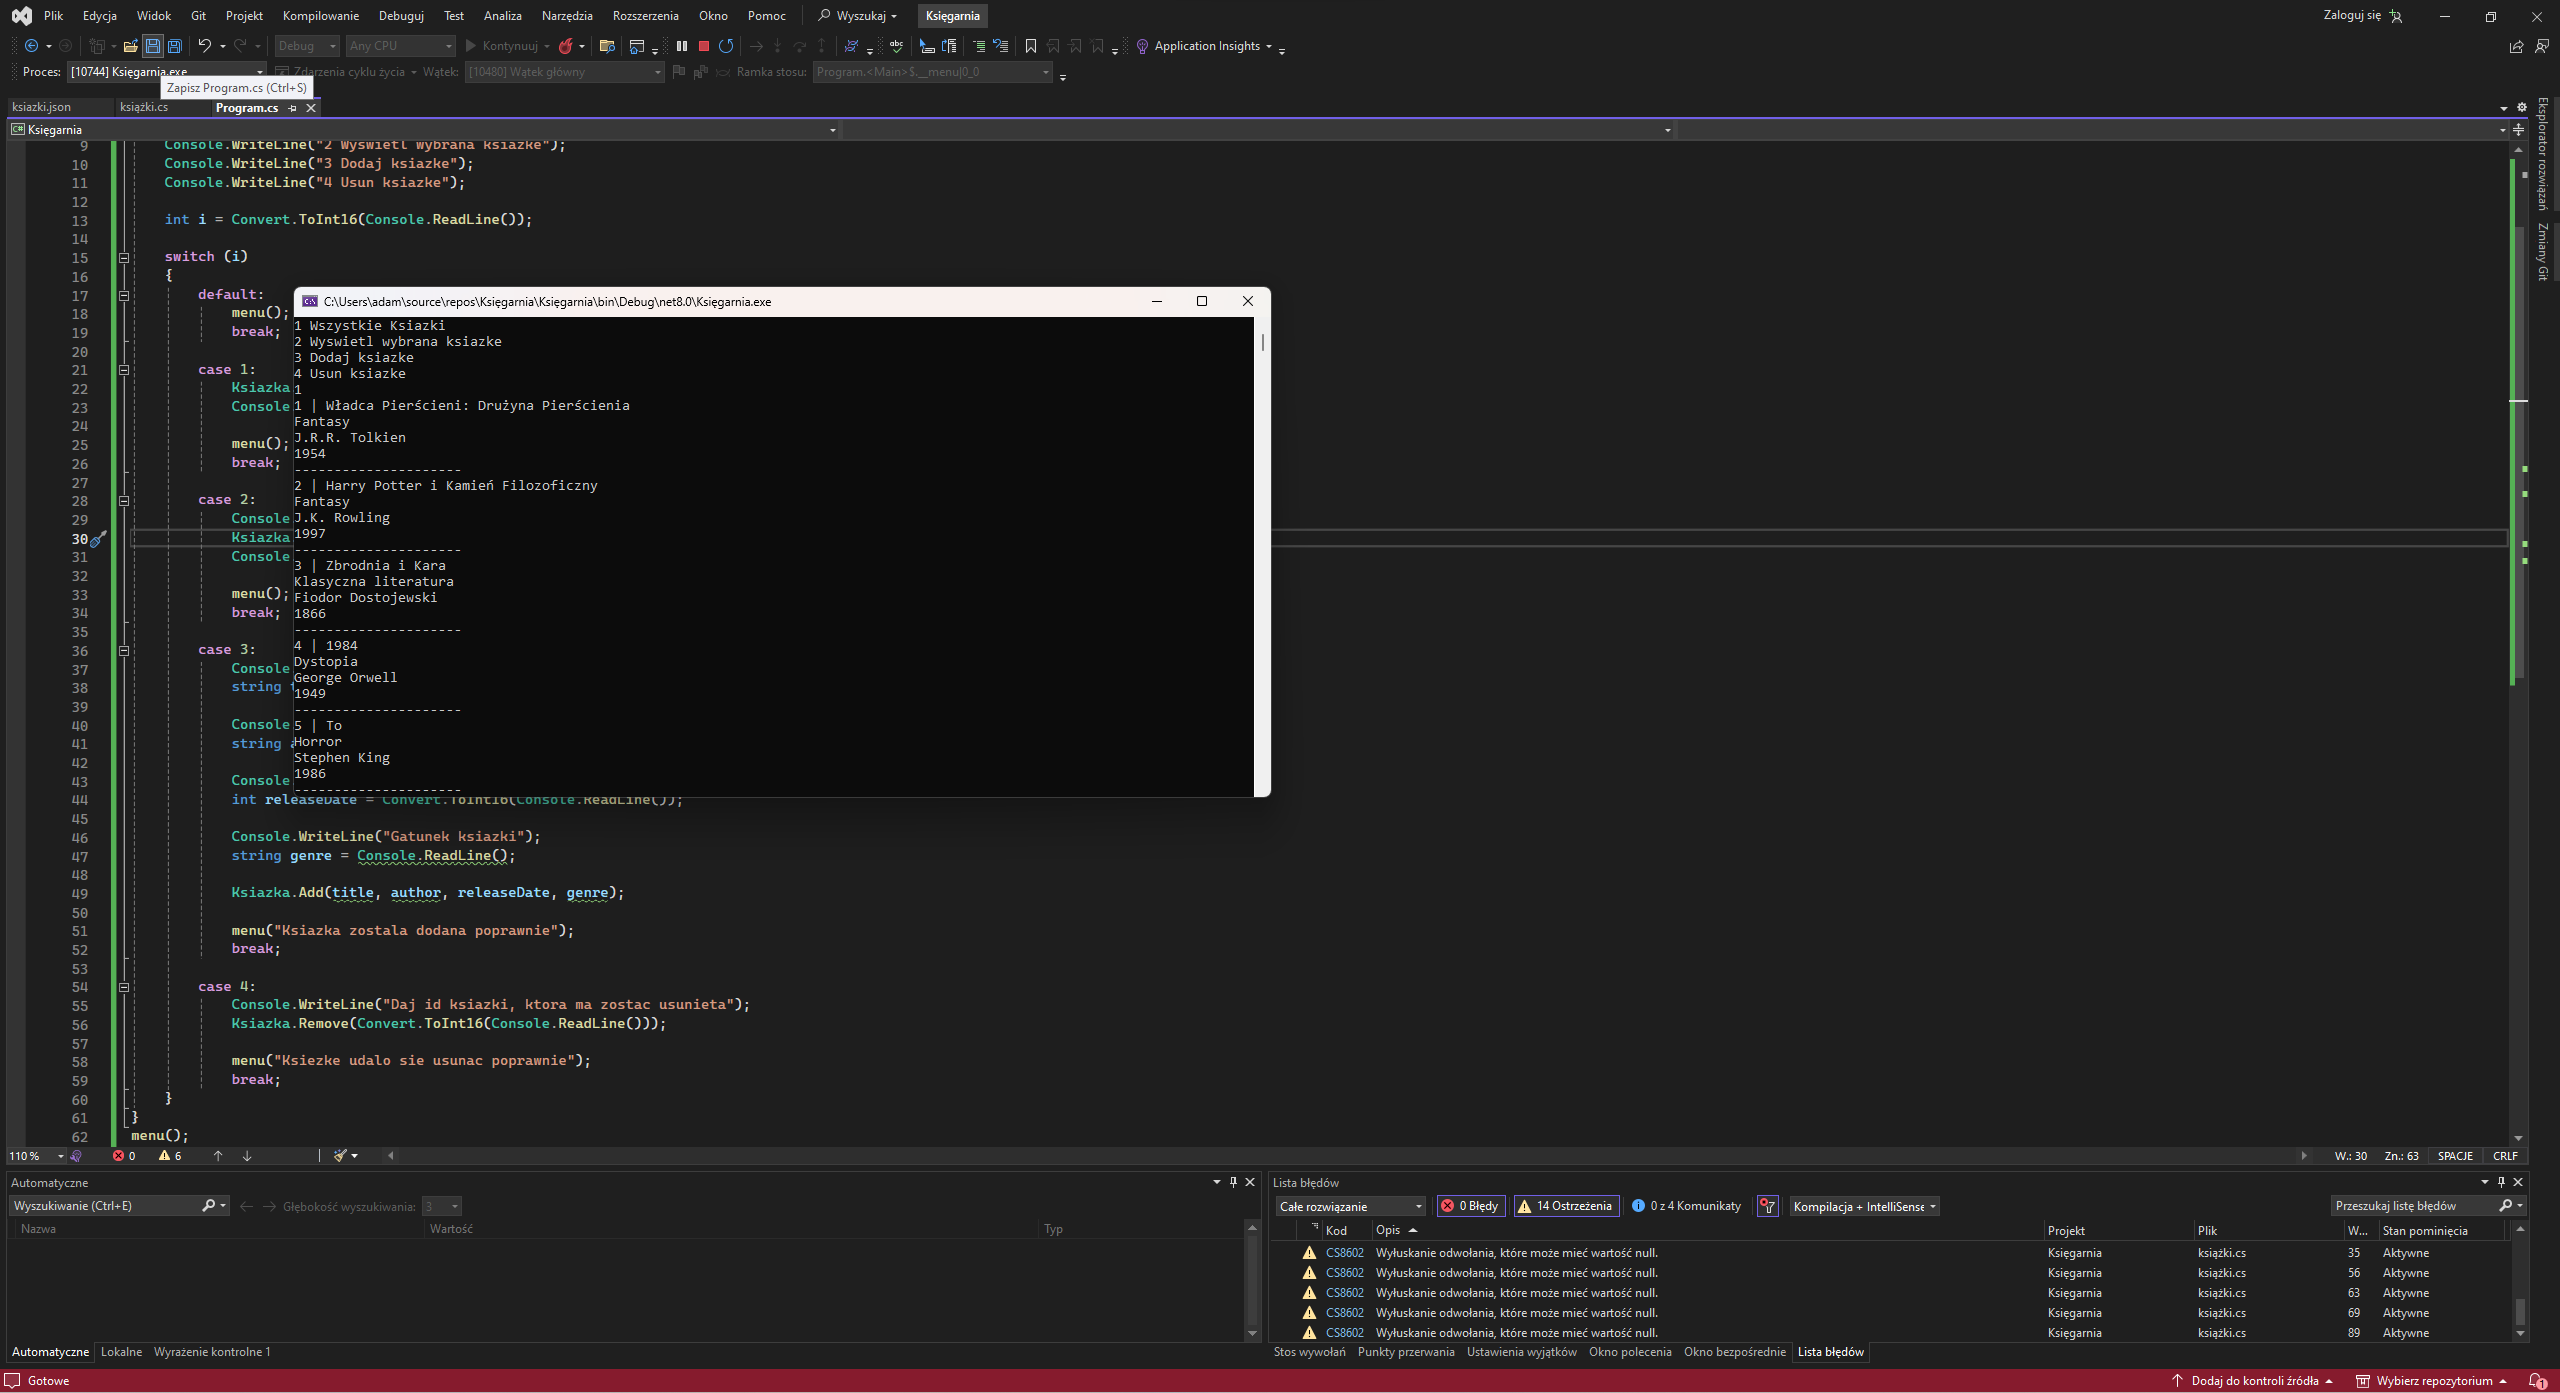 Plik Edycja Widok Git Projekt Kompilowanie Debuguj Test Analiza Narzędzia Rozszerzenia Okno Pomoc Wyszukaj Księgarnia Zaloguj się
Debug Any CPU Kontynuuj Application Insights
Proces: [10744] Księgarnia.exe Zdarzenia cyklu życia Wątek: [10480] Wątek główny Ramka stosu: Program.<Main>$.__menu|0_0
Zapisz Program.cs (Ctrl+S)
ksiazki.json książki.cs Program.cs
C# Księgarnia
9 Console.WriteLine("2 Wyswietl wybrana ksiazke");
10 Console.WriteLine("3 Dodaj ksiazke");
11 Console.WriteLine("4 Usun ksiazke");
12
13 int i = Convert.ToInt16(Console.ReadLine());
14
15 switch (i)
16 {
17 default:
18 menu();
19 break;
20
21 case 1:
22 Ksiazka
23 Console
24
25 menu();
26 break;
27
28 case 2:
29 Console
30 Ksiazka
31 Console
32
33 menu();
34 break;
35
36 case 3:
37 Console
38 string
39
40 Console
41 string
42
43 Console
44 int releaseDate = Convert.ToInt16(Console.ReadLine());
45
46 Console.WriteLine("Gatunek ksiazki");
47 string genre = Console.ReadLine();
48
49 Ksiazka.Add(title, author, releaseDate, genre);
50
51 menu("Ksiazka zostala dodana poprawnie");
52 break;
53
54 case 4:
55 Console.WriteLine("Daj id ksiazki, ktora ma zostac usunieta");
56 Ksiazka.Remove(Convert.ToInt16(Console.ReadLine()));
57
58 menu("Ksiezke udalo sie usunac poprawnie");
59 break;
60 }
61 }
62 menu();
C:\Users\adam\source\repos\Księgarnia\Księgarnia\bin\Debug\net8.0\Księgarnia.exe
1 Wszystkie Ksiazki
2 Wyswietl wybrana ksiazke
3 Dodaj ksiazke
4 Usun ksiazke
1
1 | Władca Pierścieni: Drużyna Pierścienia
Fantasy
J.R.R. Tolkien
1954
---------------------
2 | Harry Potter i Kamień Filozoficzny
Fantasy
J.K. Rowling
1997
---------------------
3 | Zbrodnia i Kara
Klasyczna literatura
Fiodor Dostojewski
1866
---------------------
4 | 1984
Dystopia
George Orwell
1949
---------------------
5 | To
Horror
Stephen King
1986
---------------------
Eksplorator rozwiązań
Zmiany Git
110 % 0 6 W.: 30 Zn.: 63 SPACJE CRLF
Automatyczne
Wyszukiwanie (Ctrl+E) Głębokość wyszukiwania: 3
Nazwa Wartość Typ
Automatyczne Lokalne Wyrażenie kontrolne 1
Lista błędów
Całe rozwiązanie 0 Błędy 14 Ostrzeżenia 0 z 4 Komunikaty Kompilacja + IntelliSense Przeszukaj listę błędów
Kod Opis Projekt Plik W... Stan pominięcia
CS8602 Wyłuskanie odwołania, które może mieć wartość null. Księgarnia książki.cs 35 Aktywne
CS8602 Wyłuskanie odwołania, które może mieć wartość null. Księgarnia książki.cs 56 Aktywne
CS8602 Wyłuskanie odwołania, które może mieć wartość null. Księgarnia książki.cs 63 Aktywne
CS8602 Wyłuskanie odwołania, które może mieć wartość null. Księgarnia książki.cs 69 Aktywne
CS8602 Wyłuskanie odwołania, które może mieć wartość null. Księgarnia książki.cs 89 Aktywne
Stos wywołań Punkty przerwania Ustawienia wyjątków Okno polecenia Okno bezpośrednie Lista błędów
Gotowe Dodaj do kontroli źródła Wybierz repozytorium 1